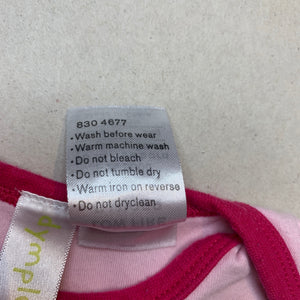 830 4677
• Wash before wear
• Warm machine wash
• Do not bleach
• Do not tumble dry
• Warm iron on reverse
• Do not dryclean
dymple